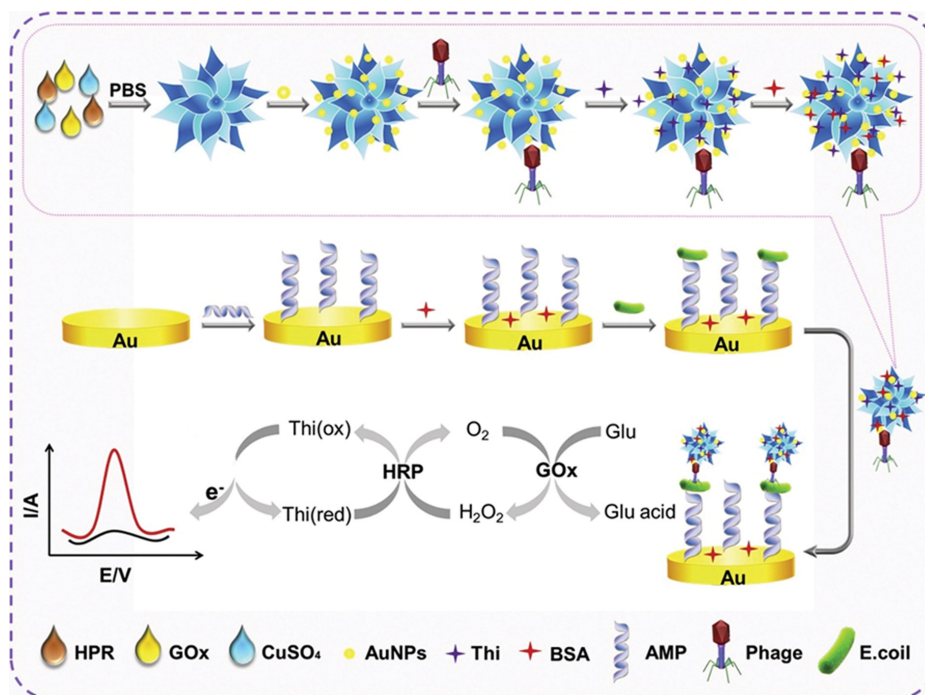 PBS
Au
Au
Au
Au
Thi(ox)
O₂
Glu
HRP
GOx
e⁻
Thi(red)
H₂O₂
Glu acid
I/A
E/V
Au
HPR
GOx
CuSO₄
AuNPs
Thi
BSA
AMP
Phage
E.coil